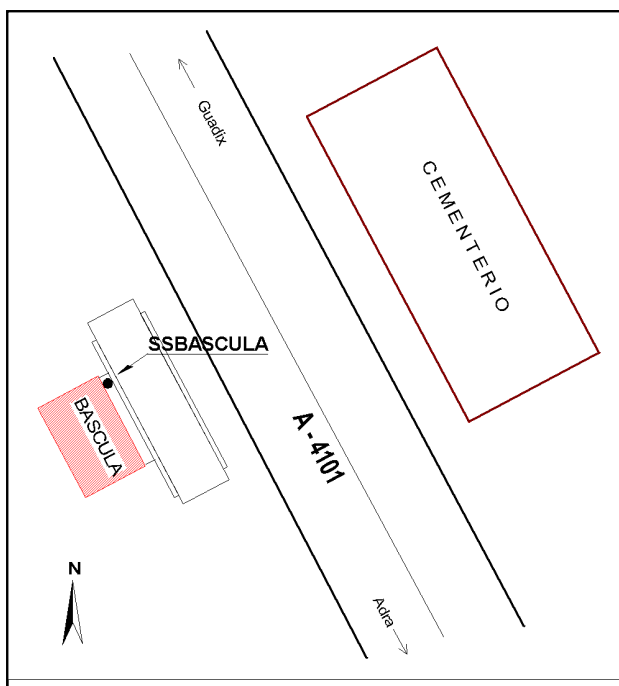 Guadix
CEMENTERIO
SSBASCULA
BASCULA
A - 4101
N
Adra